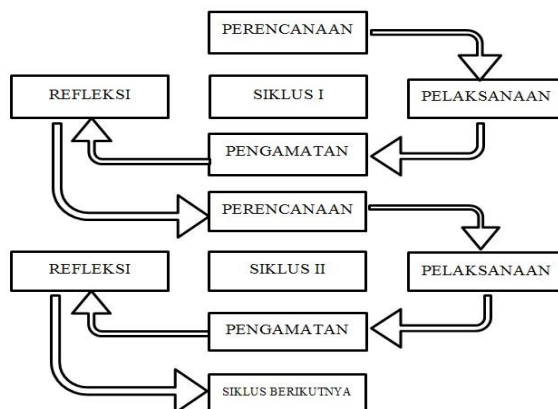 PERENCANAAN
REFLEKSI
SIKLUS I
PELAKSANAAN
PENGAMATAN
PERENCANAAN
REFLEKSI
SIKLUS II
PELAKSANAAN
PENGAMATAN
SIKLUS BERIKUTNYA